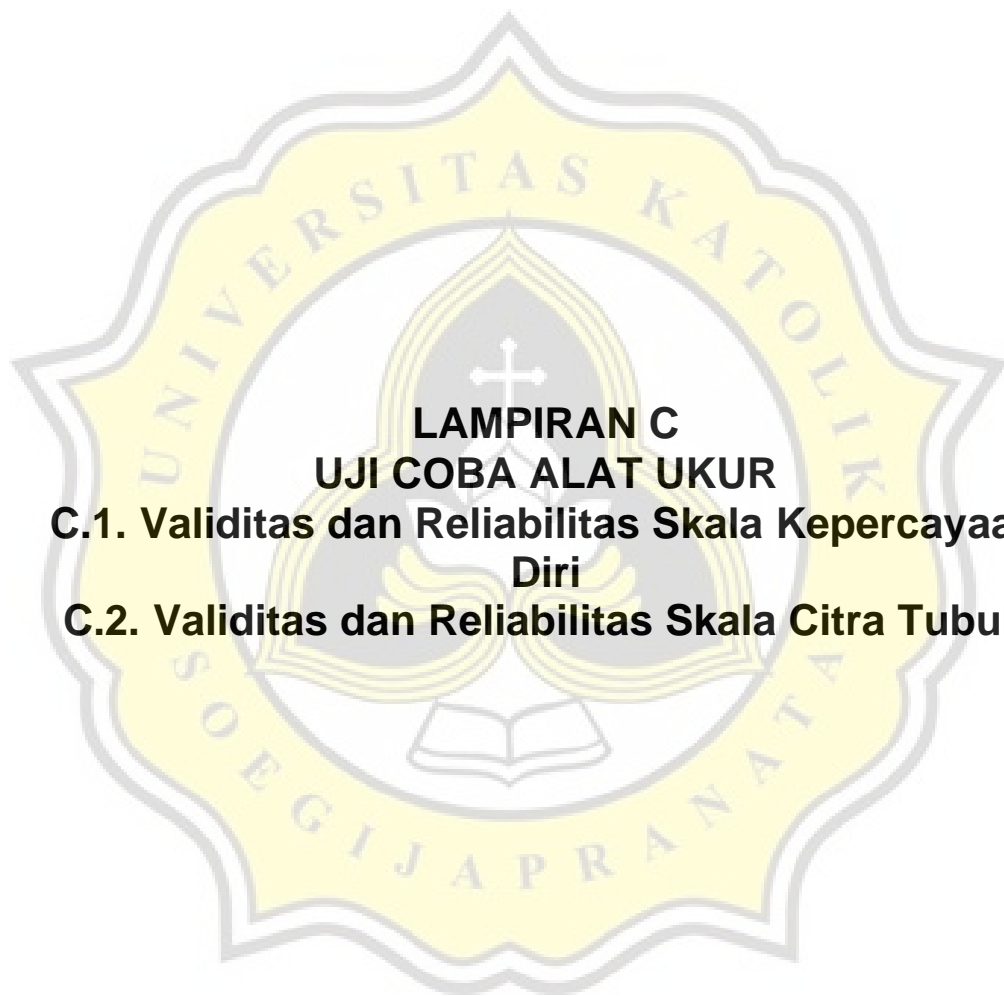 UNIVERSITAS KATOLIK
LAMPIRAN C
UJI COBA ALAT UKUR
C.1. Validitas dan Reliabilitas Skala Kepercayaa
Diri
C.2. Validitas dan Reliabilitas Skala Citra Tubu
SOEGIJAPRANATA